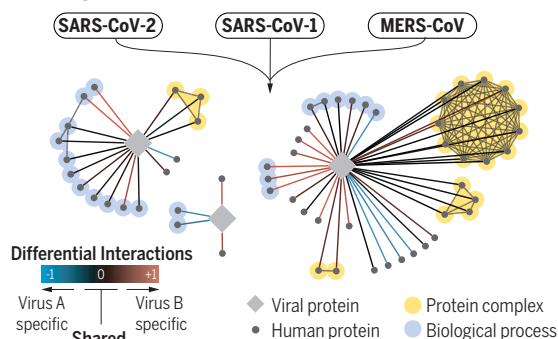 SARS-CoV-2 SARS-CoV-1 MERS-CoV
Differential Interactions
-1 0 +1
Virus A Virus B
specific specific
Shared
Viral protein Protein complex
Human protein Biological process